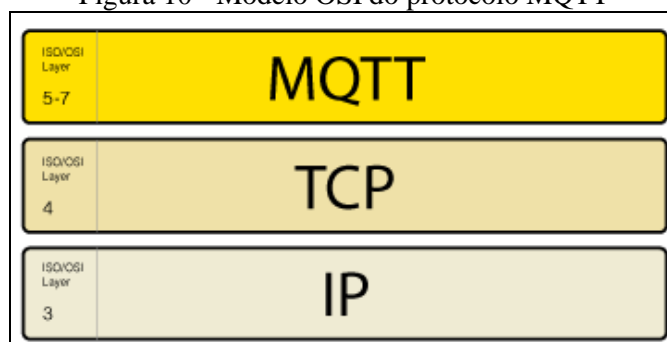 Figura 10 - Modelo OSI do protocolo MQTT
ISO/OSI
Layer
5-7
MQTT
ISO/OSI
Layer
4
TCP
ISO/OSI
Layer
3
IP